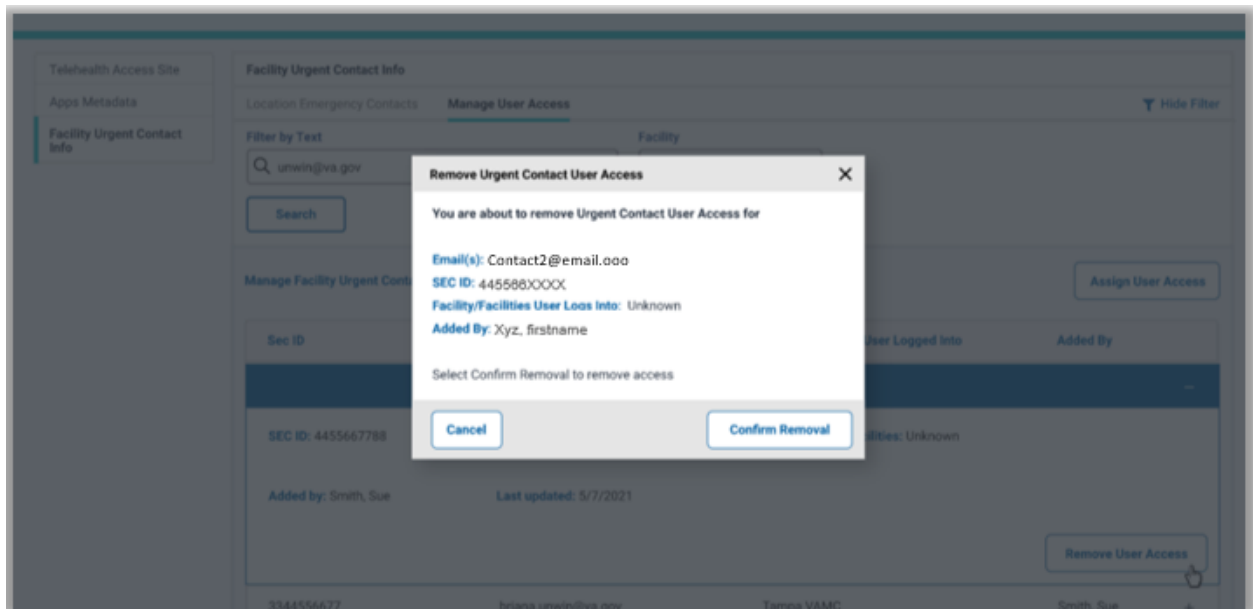 Telehealth Access Site
Apps Metadata
Facility Urgent Contact
Info
Facility Urgent Contact Info
Location Emergency Contacts Manage User Access Hide Filter
Filter by Text Facility
unwin@va.gov
Search
Remove Urgent Contact User Access
You are about to remove Urgent Contact User Access for
Email(s): Contact2@email.ooo
SEC ID: 445566XXXX
Facility/Facilities User Logs Into: Unknown
Added By: Xyz, firstname
Select Confirm Removal to remove access
Cancel Confirm Removal
Manage Facility Urgent Assign User Access
Sec ID User Logged Into Added By
SEC ID: 4455667788 Unknown
Added by: Smith, Sue Last updated: 5/7/2021
Remove User Access
3344556677 briana.unwin@va.gov Tampa VAMC Smith, Sue